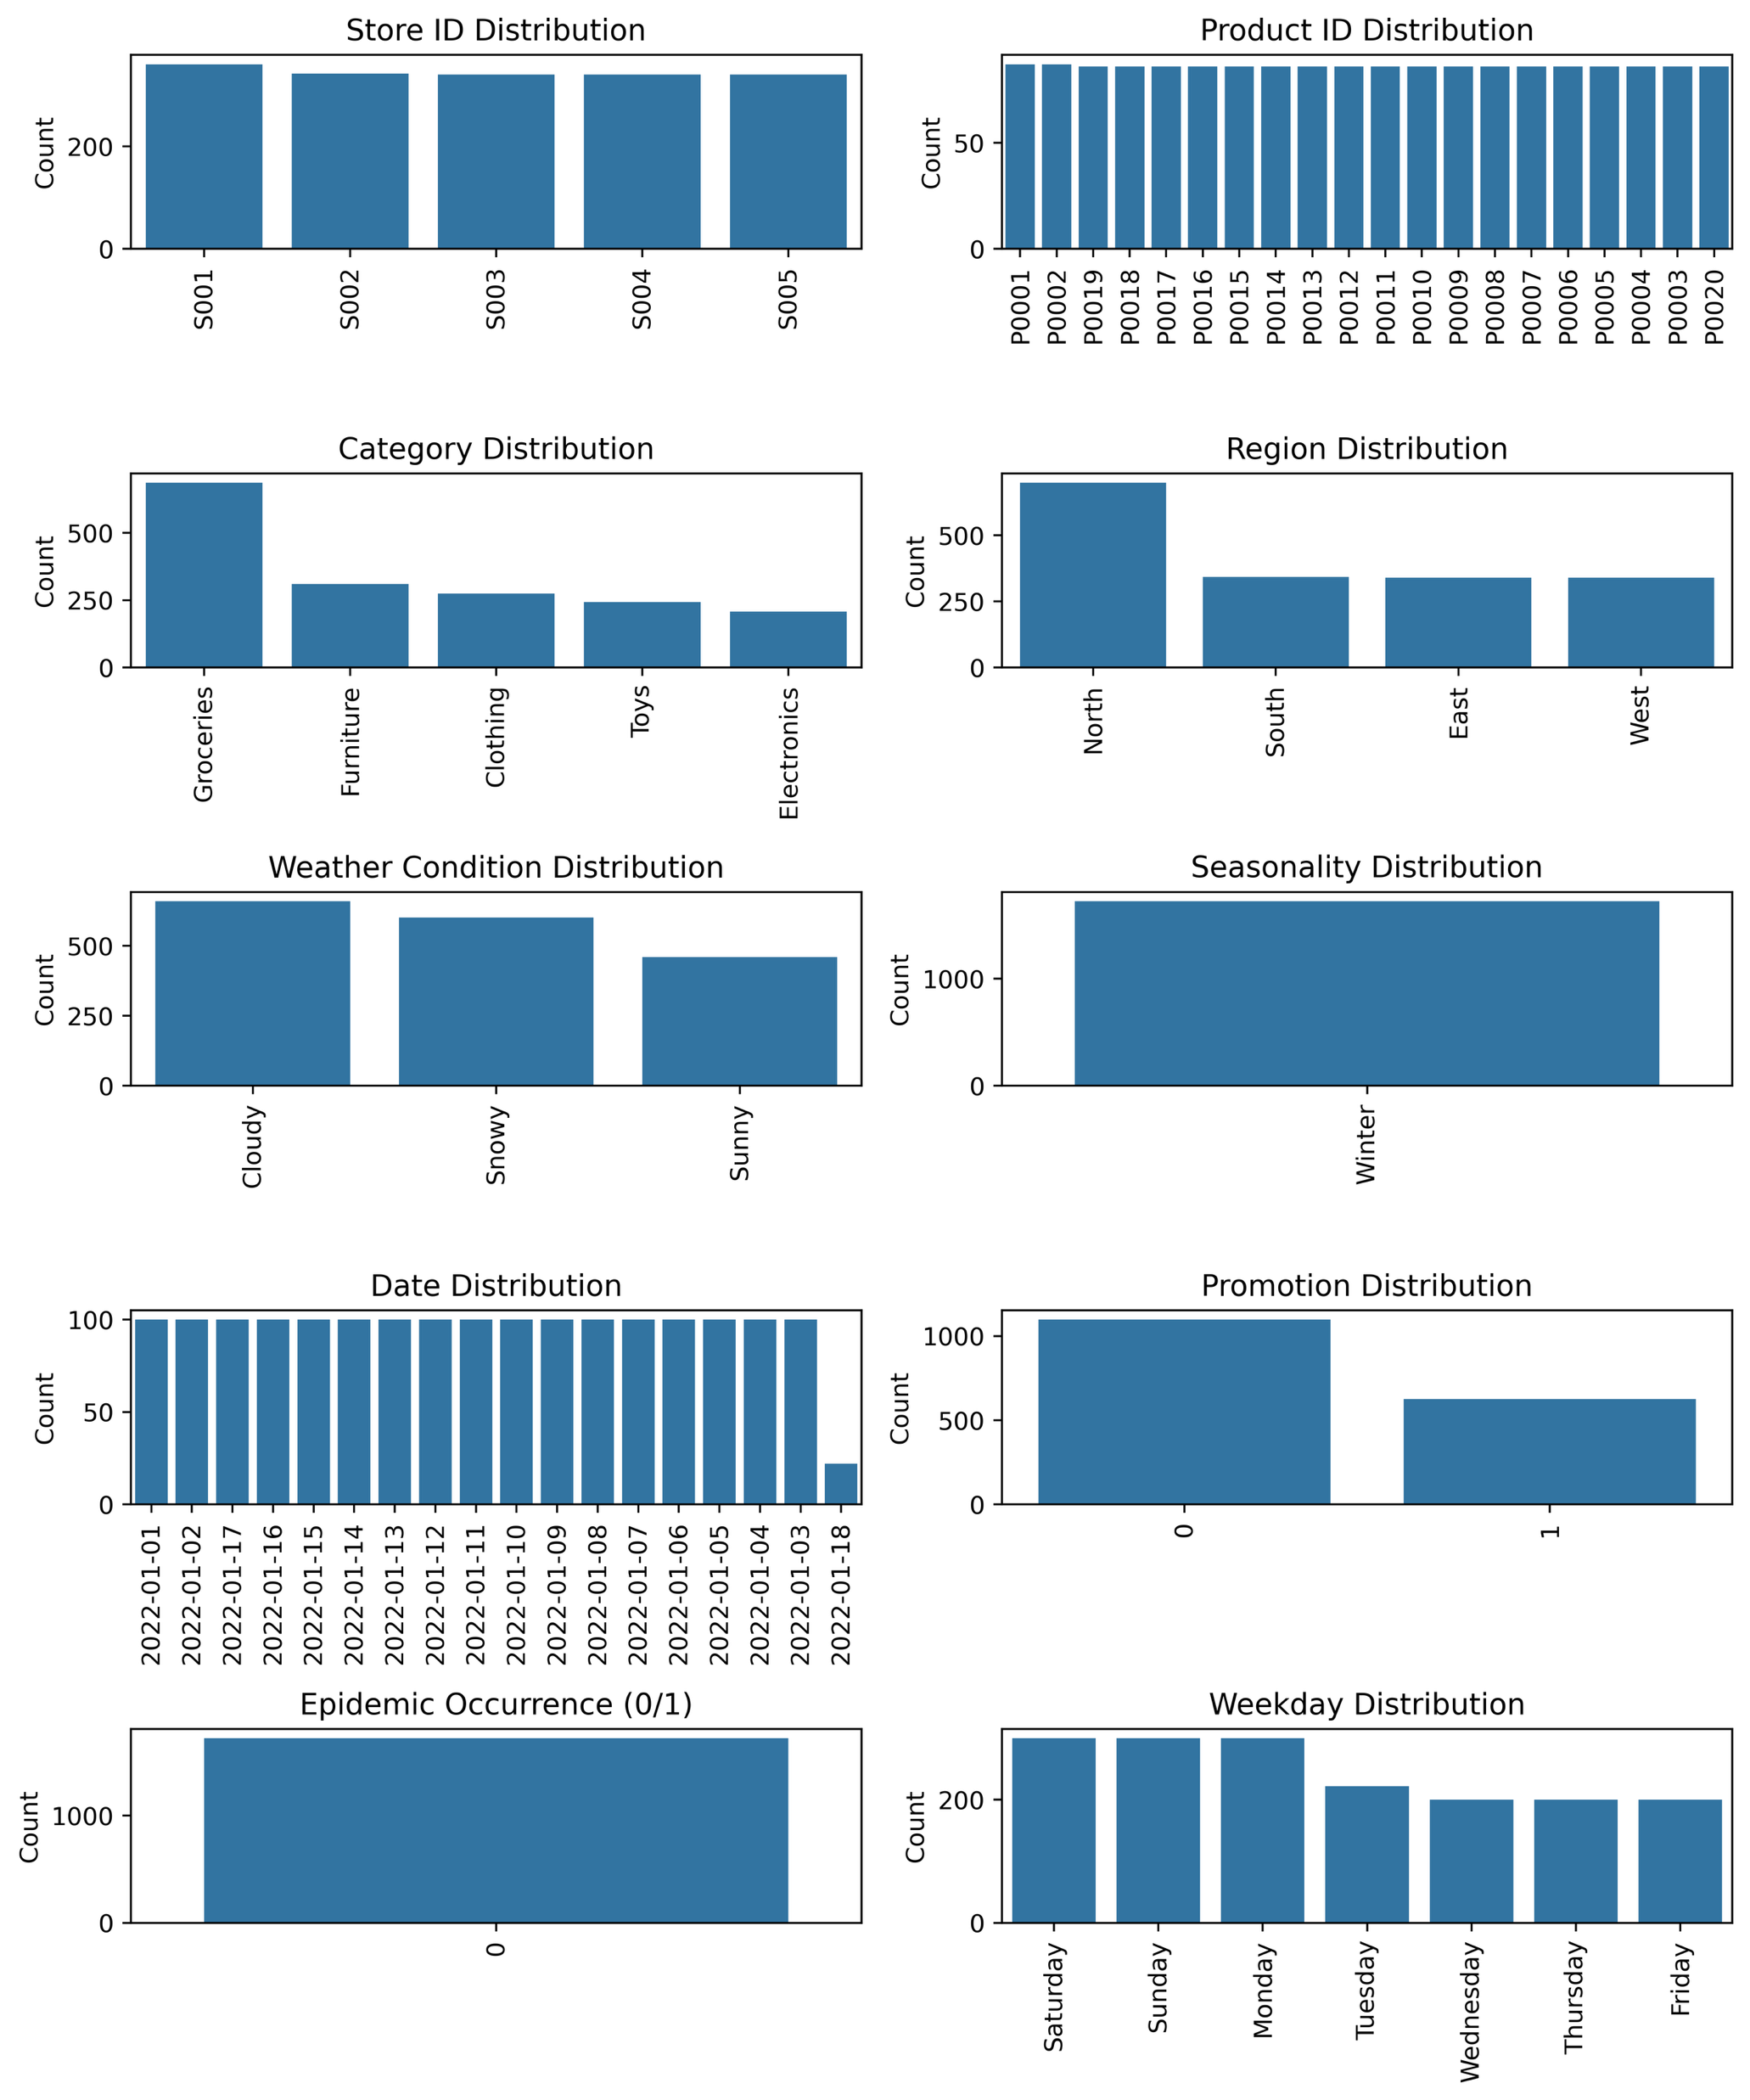 Store ID Distribution
Count
200
0
S001
S002
S003
S004
S005
Product ID Distribution
Count
50
0
P0001
P0002
P0019
P0018
P0017
P0016
P0015
P0014
P0013
P0012
P0011
P0010
P0009
P0008
P0007
P0006
P0005
P0004
P0003
P0020
Category Distribution
Count
500
250
0
Groceries
Furniture
Clothing
Toys
Electronics
Region Distribution
Count
500
250
0
North
South
East
West
Weather Condition Distribution
Count
500
250
0
Cloudy
Snowy
Sunny
Seasonality Distribution
Count
1000
0
Winter
Date Distribution
Count
100
50
0
2022-01-01
2022-01-02
2022-01-17
2022-01-16
2022-01-15
2022-01-14
2022-01-13
2022-01-12
2022-01-11
2022-01-10
2022-01-09
2022-01-08
2022-01-07
2022-01-06
2022-01-05
2022-01-04
2022-01-03
2022-01-18
Promotion Distribution
Count
1000
500
0
0
1
Epidemic Occurrence (0/1)
Count
1000
0
0
Weekday Distribution
Count
200
0
Saturday
Sunday
Monday
Tuesday
Wednesday
Thursday
Friday